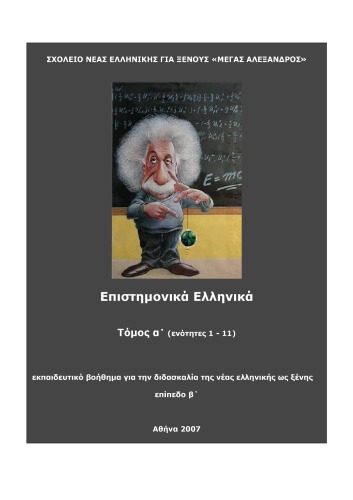 ΣΧΟΛΕΙΟ ΝΕΑΣ ΕΛΛΗΝΙΚΗΣ ΓΙΑ ΞΕΝΟΥΣ «ΜΕΓΑΣ ΑΛΕΞΑΝΔΡΟΣ»
E=mc
Επιστημονικά Ελληνικά
Τόμος α΄ (ενότητες 1 - 11)
εκπαιδευτικό βοήθημα για την διδασκαλία της νέας ελληνικής ως ξένης
επίπεδο β΄
Αθήνα 2007